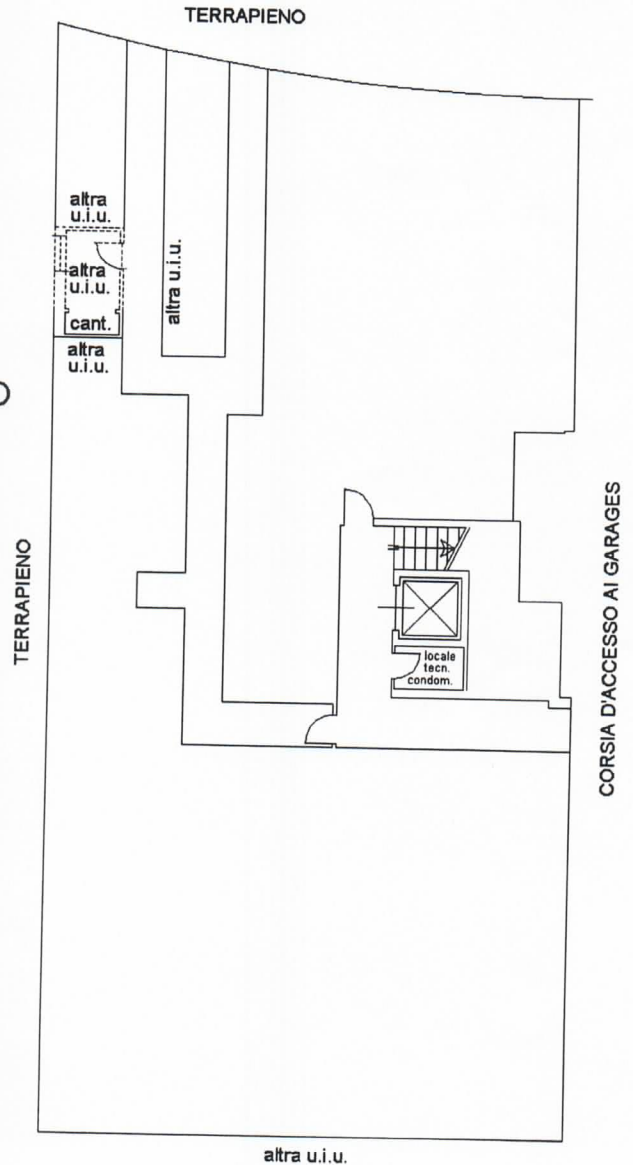 TERRAPIENO
altra
u.i.u.
altra
u.i.u.
cant.
altra
u.i.u.
altra u.i.u.
TERRAPIENO
locale
tecn.
condom.
CORSIA D'ACCESSO AI GARAGES
altra u.i.u.